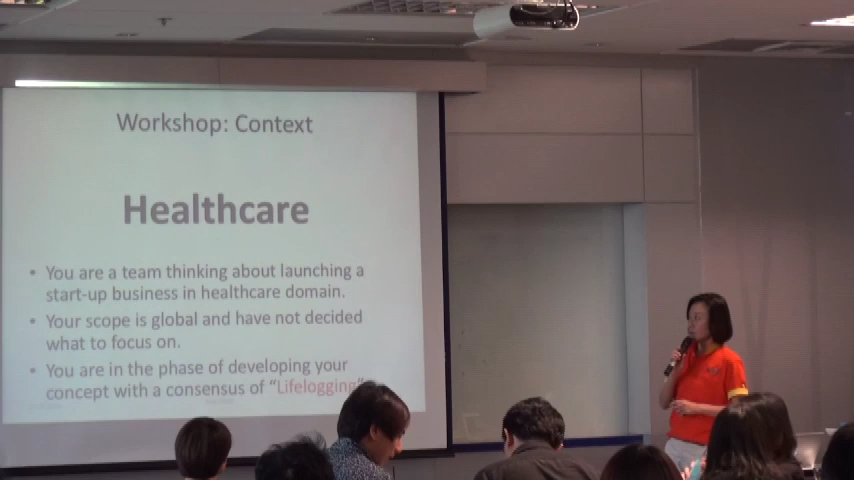 Workshop: Context
Healthcare
• You are a team thinking about launching a
start-up business in healthcare domain.
• Your scope is global and have not decided
what to focus on.
• You are in the phase of developing your
concept with a consensus of “Lifelogging”